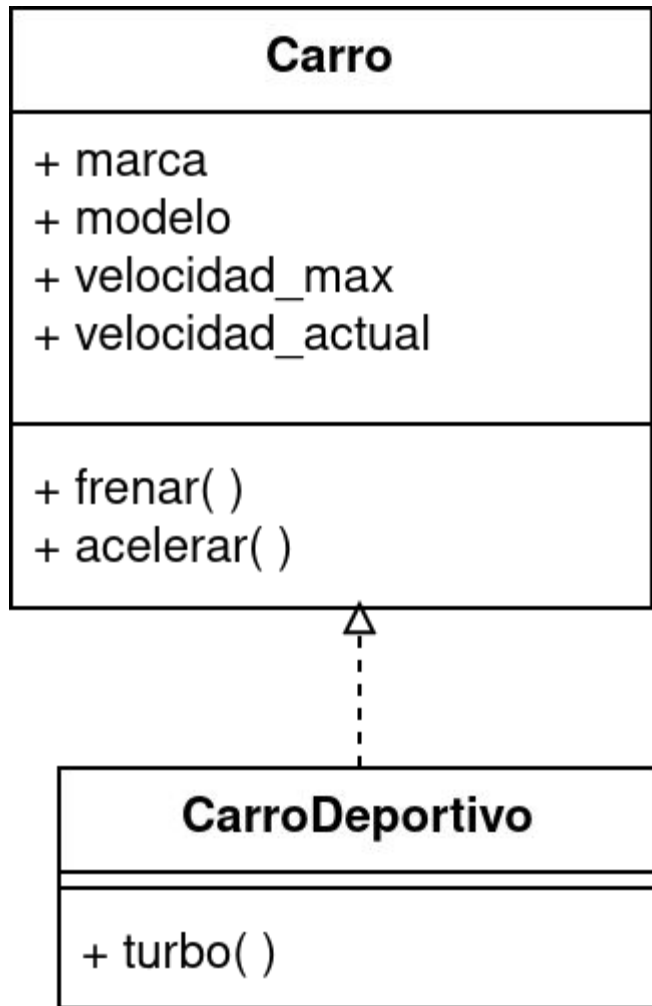 Carro
+ marca
+ modelo
+ velocidad_max
+ velocidad_actual
+ frenar( )
+ acelerar( )
CarroDeportivo
+ turbo( )